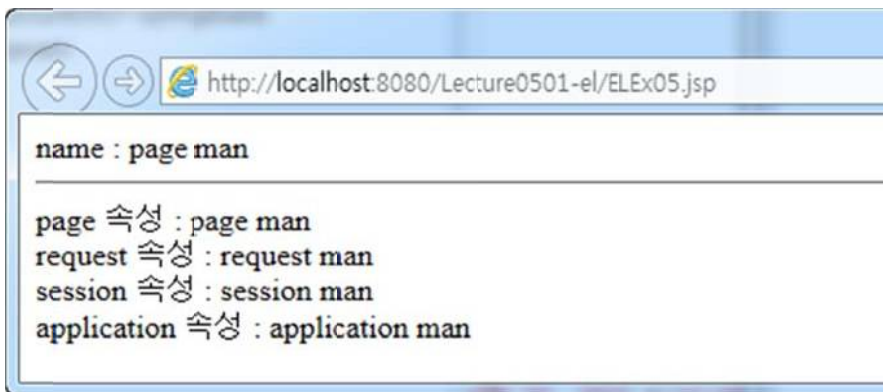 http://localhost:8080/Lecture0501-el/ELEx05.jsp
name : page man
page 속성 : page man
request 속성 : request man
session 속성 : session man
application 속성 : application man